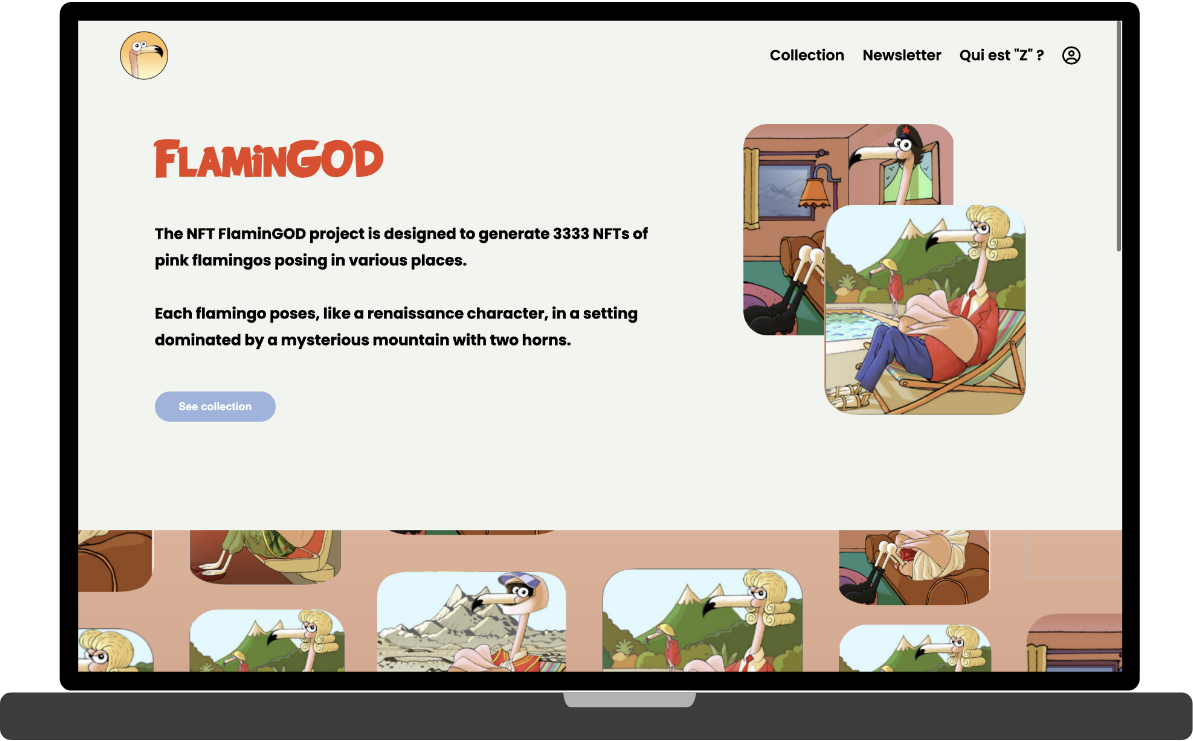 Collection Newsletter Qui est "Z" ?
FLAMiNGOD
The NFT FlaminGOD project is designed to generate 3333 NFTs of
pink flamingos posing in various places.
Each flamingo poses, like a renaissance character, in a setting
dominated by a mysterious mountain with two horns.
See collection